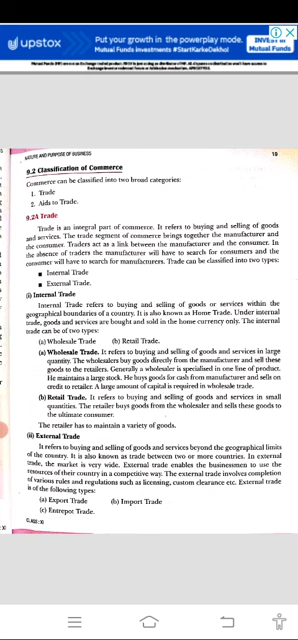 upstox
Put your growth in the powerplay mode.
Mutual Funds investments #StartKarkeDekho!
INVEST in
Mutual Funds
NATURE AND PURPOSE OF BUSINESS
19
9.2 Classification of Commerce
Commerce can be classified into two broad categories:
1. Trade
2. Aids to Trade.
9.2A Trade
Trade is an integral part of commerce. It refers to buying and selling of goods
and services. The trade segment of commerce brings together the manufacturer and
the consumer. Traders act as a link between the manufacturer and the consumer. In
the absence of traders the manufacturer will have to search for consumers and the
consumer will have to search for manufacturers. Trade can be classified into two types:
■ Internal Trade
■ External Trade.
(i) Internal Trade
Internal Trade refers to buying and selling of goods or services within the
geographical boundaries of a country. It is also known as Home Trade. Under internal
trade, goods and services are bought and sold in the home currency only. The internal
trade can be of two types:
(a) Wholesale Trade (b) Retail Trade.
(a) Wholesale Trade. It refers to buying and selling of goods and services in large
quantity. The wholesalers buy goods directly from the manufacturer and sell these
goods to the retailers. Generally a wholesaler is specialised in one line of product.
He maintains a large stock. He buys goods for cash from manufacturer and sells on
credit to retailer. A large amount of capital is required in wholesale trade.
(b) Retail Trade. It refers to buying and selling of goods and services in small
quantities. The retailer buys goods from the wholesaler and sells these goods to
the ultimate consumer.
The retailer has to maintain a variety of goods.
(ii) External Trade
It refers to buying and selling of goods and services beyond the geographical limits
of the country. It is also known as trade between two or more countries. In external
trade, the market is very wide. External trade enables the businessmen to use the
resources of their country in a competitive way. The external trade involves completion
of various rules and regulations such as licensing, custom clearance etc. External trade
is of the following types:
(a) Export Trade (b) Import Trade
(c) Entrepot Trade.
CLASS : XI